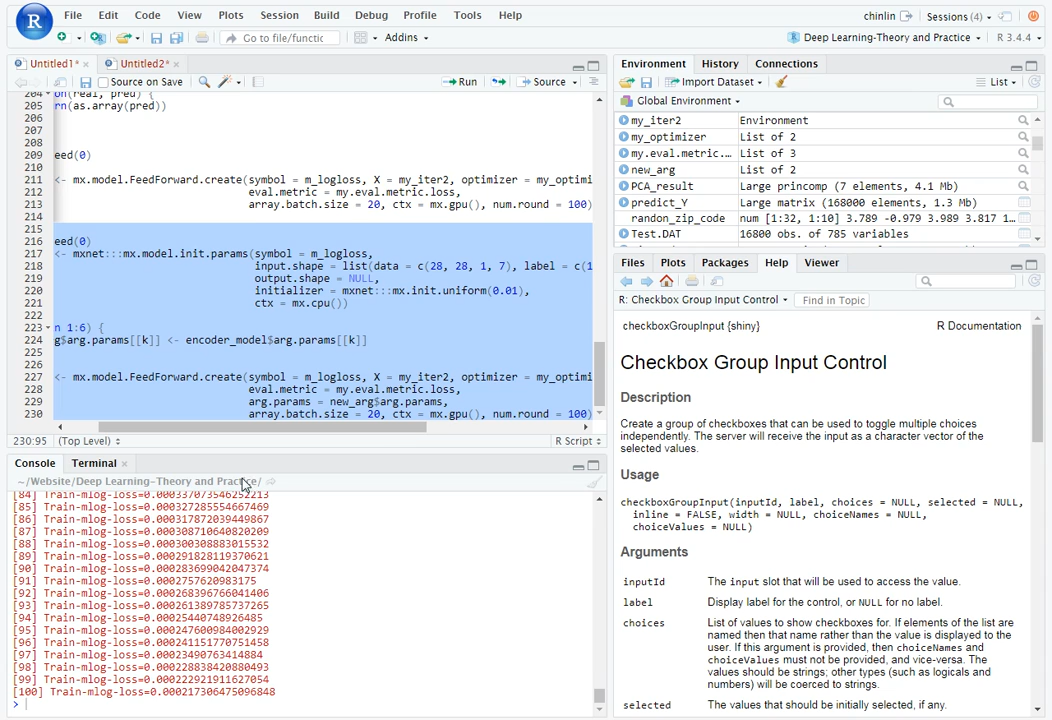 File Edit Code View Plots Session Build Debug Profile Tools Help
chinlin Sessions (4)
Go to file/functic Addins
Deep Learning-Theory and Practice R 3.4.4
Untitled1* × Untitled2* ×
Source on Save Run Source
204 on(real, pred) {
205 rn(as.array(pred))
206
207
208
209 eed(0)
210
211 <- mx.model.FeedForward.create(symbol = m_logloss, X = my_iter2, optimizer = my_optimi
212 eval.metric = my.eval.metric.loss,
213 array.batch.size = 20, ctx = mx.gpu(), num.round = 100)
214
215
216 eed(0)
217 <- mxnet:::mx.model.init.params(symbol = m_logloss,
218 input.shape = list(data = c(28, 28, 1, 7), label = c(1
219 output.shape = NULL,
220 initializer = mxnet:::mx.init.uniform(0.01),
221 ctx = mx.cpu())
222
223 n 1:6) {
224 g$arg.params[[k]] <- encoder_model$arg.params[[k]]
225
226
227 <- mx.model.FeedForward.create(symbol = m_logloss, X = my_iter2, optimizer = my_optimi
228 eval.metric = my.eval.metric.loss,
229 arg.params = new_arg$arg.params,
230 array.batch.size = 20, ctx = mx.gpu(), num.round = 100)
230:95 (Top Level) R Script
Console Terminal ×
~/Website/Deep Learning-Theory and Practice/
[84] Train-mlog-loss=0.000337073546252213
[85] Train-mlog-loss=0.000327285554667469
[86] Train-mlog-loss=0.000317872039449867
[87] Train-mlog-loss=0.000308710640820209
[88] Train-mlog-loss=0.000300308883015532
[89] Train-mlog-loss=0.000291828119370621
[90] Train-mlog-loss=0.000283699042047374
[91] Train-mlog-loss=0.0002757620983175
[92] Train-mlog-loss=0.000268396766041406
[93] Train-mlog-loss=0.000261389785737265
[94] Train-mlog-loss=0.00025440748926485
[95] Train-mlog-loss=0.000247600984002929
[96] Train-mlog-loss=0.000241151770751458
[97] Train-mlog-loss=0.00023490763414884
[98] Train-mlog-loss=0.000228838420880493
[99] Train-mlog-loss=0.000222921911627054
[100] Train-mlog-loss=0.000217306475096848
>
Environment History Connections
Import Dataset List
Global Environment
my_iter2 Environment
my_optimizer List of 2
my.eval.metric.… List of 3
new_arg List of 2
PCA_result Large princomp (7 elements, 4.1 Mb)
predict_Y Large matrix (168000 elements, 1.3 Mb)
randon_zip_code num [1:32, 1:10] 3.789 -0.979 3.989 3.817 1…
Test.DAT 16800 obs. of 785 variables
Files Plots Packages Help Viewer
R: Checkbox Group Input Control Find in Topic
checkboxGroupInput {shiny} R Documentation
Checkbox Group Input Control
Description
Create a group of checkboxes that can be used to toggle multiple choices
independently. The server will receive the input as a character vector of the
selected values.
Usage
checkboxGroupInput(inputId, label, choices = NULL, selected = NULL,
inline = FALSE, width = NULL, choiceNames = NULL,
choiceValues = NULL)
Arguments
inputId The input slot that will be used to access the value.
label Display label for the control, or NULL for no label.
choices List of values to show checkboxes for. If elements of the list are
named then that name rather than the value is displayed to the
user. If this argument is provided, then choiceNames and
choiceValues must not be provided, and vice-versa. The
values should be strings; other types (such as logicals and
numbers) will be coerced to strings.
selected The values that should be initially selected, if any.